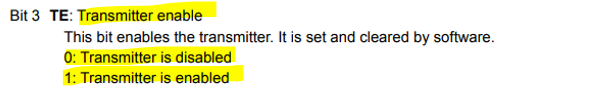 Bit 3 TE: Transmitter enable
This bit enables the transmitter. It is set and cleared by software.
0: Transmitter is disabled
1: Transmitter is enabled